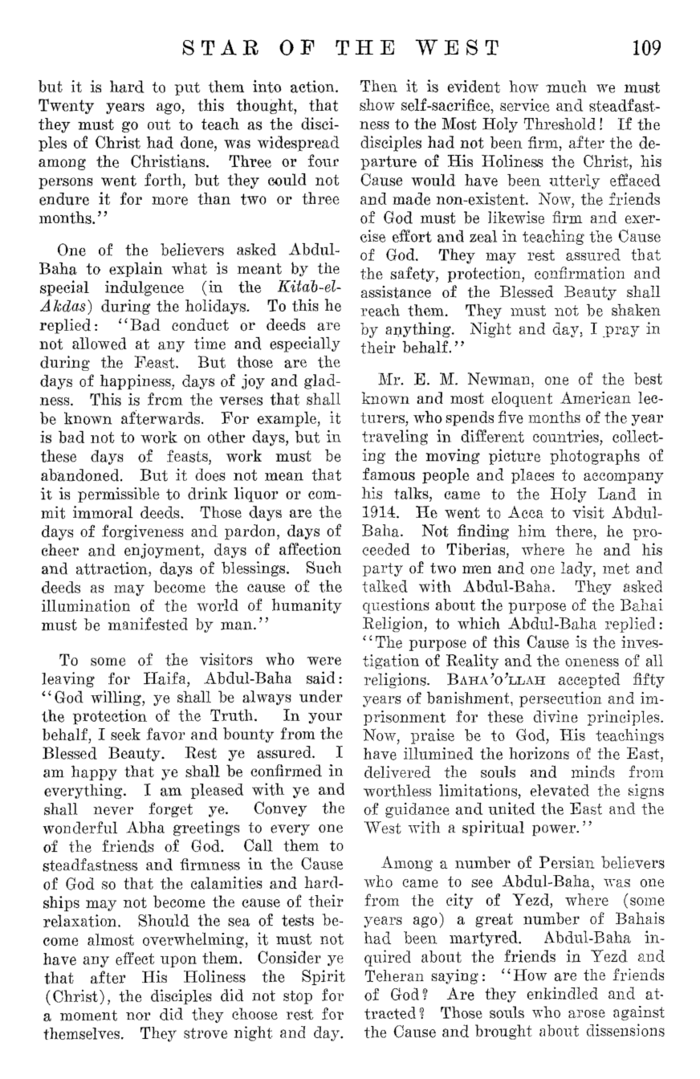 STAR OF THE WEST 109
but it is hard to put them into action.
Twenty years ago, this thought, that
they must go out to teach as the disci-
ples of Christ had done, was widespread
among the Christians. Three or four
persons went forth, but they could not
endure it for more than two or three
months.''
One of the believers asked Abdul-
Baha to explain what is meant by the
special indulgence (in the Kitab-el-
Akdas) during the holidays. To this he
replied: ``Bad conduct or deeds are
not allowed at any time and especially
during the Feast. But those are the
days of happiness, days of joy and glad-
ness. This is from the verses that shall
be known afterwards. For example, it
is bad not to work on other days, but in
these days of feasts, work must be
abandoned. But it does not mean that
it is permissible to drink liquor or com-
mit immoral deeds. Those days are the
days of forgiveness and pardon, days of
cheer and enjoyment, days of affection
and attraction, days of blessings. Such
deeds as may become the cause of the
illumination of the world of humanity
must be manifested by man.''
To some of the visitors who were
leaving for Haifa, Abdul-Baha said:
``God willing, ye shall be always under
the protection of the Truth. In your
behalf, I seek favor and bounty from the
Blessed Beauty. Rest ye assured. I
am happy that ye shall be confirmed in
everything. I am pleased with ye and
shall never forget ye. Convey the
wonderful Abha greetings to every one
of the friends of God. Call them to
steadfastness and firmness in the Cause
of God so that the calamities and hard-
ships may not become the cause of their
relaxation. Should the sea of tests be-
come almost overwhelming, it must not
have any effect upon them. Consider ye
that after His Holiness the Spirit
(Christ), the disciples did not stop for
a moment nor did they choose rest for
themselves. They strove night and day.
Then it is evident how much we must
show self-sacrifice, service and steadfast-
ness to the Most Holy Threshold! If the
disciples had not been firm, after the de-
parture of His Holiness the Christ, his
Cause would have been utterly effaced
and made non-existent. Now, the friends
of God must be likewise firm and exer-
cise effort and zeal in teaching the Cause
of God. They may rest assured that
the safety, protection, confirmation and
assistance of the Blessed Beauty shall
reach them. They must not be shaken
by anything. Night and day, I pray in
their behalf.''
Mr. E. M. Newman, one of the best
known and most eloquent American lec-
turers, who spends five months of the year
traveling in different countries, collect-
ing the moving picture photographs of
famous people and places to accompany
his talks, came to the Holy Land in
1914. He went to Acca to visit Abdul-
Baha. Not finding him there, he pro-
ceeded to Tiberias, where he and his
party of two men and one lady, met and
talked with Abdul-Baha. They asked
questions about the purpose of the Bahai
Religion, to which Abdul-Baha replied:
``The purpose of this Cause is the inves-
tigation of Reality and the oneness of all
religions. BAHA'O'LLAH accepted fifty
years of banishment, persecution and im-
prisonment for these divine principles.
Now, praise be to God, His teachings
have illumined the horizons of the East,
delivered the souls and minds from
worthless limitations, elevated the signs
of guidance and united the East and the
West with a spiritual power.''
Among a number of Persian believers
who came to see Abdul-Baha, was one
from the city of Yezd, where (some
years ago) a great number of Bahais
had been martyred. Abdul-Baha in-
quired about the friends in Yezd and
Teheran saying: ``How are the friends
of God? Are they enkindled and at-
tracted? Those souls who arose against
the Cause and brought about dissensions